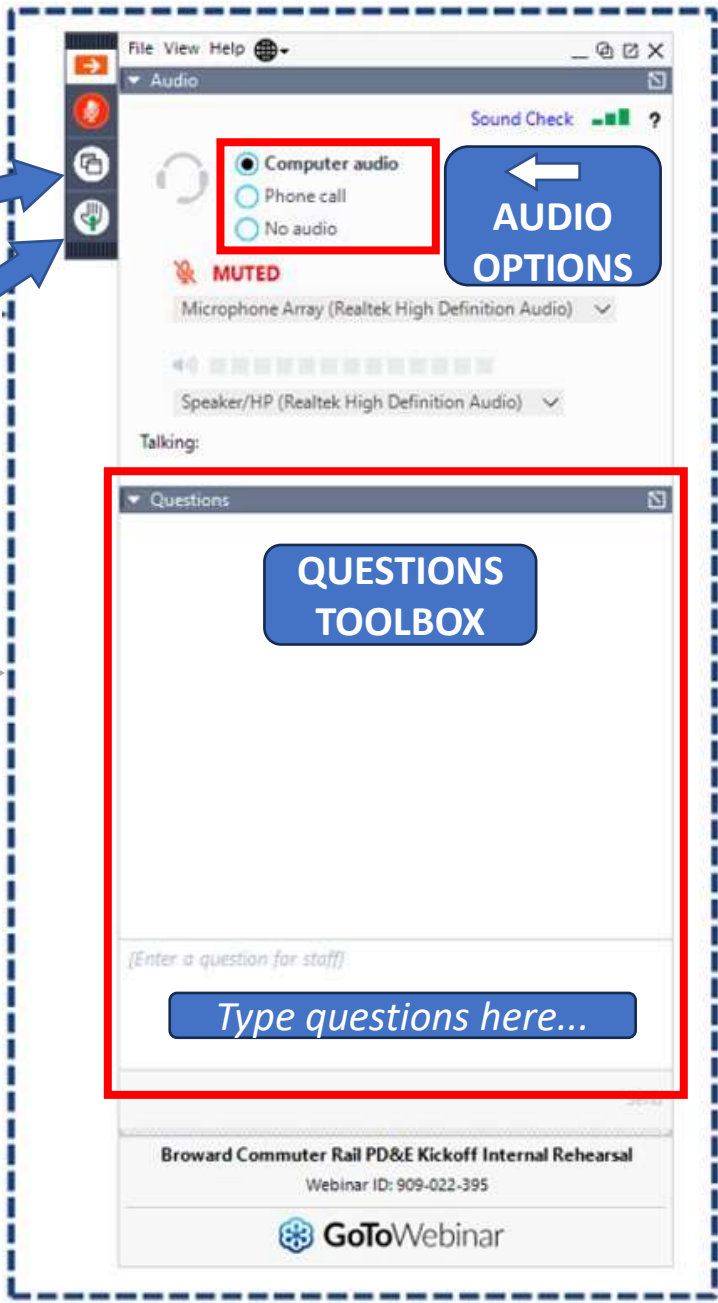 File View Help
Audio
Sound Check ?
Computer audio
Phone call
No audio
AUDIO
OPTIONS
MUTED
Microphone Array (Realtek High Definition Audio)
Speaker/HP (Realtek High Definition Audio)
Talking:
Questions
QUESTIONS
TOOLBOX
[Enter a question for staff]
Type questions here...
Send
Broward Commuter Rail PD&E Kickoff Internal Rehearsal
Webinar ID: 909-022-395
GoToWebinar